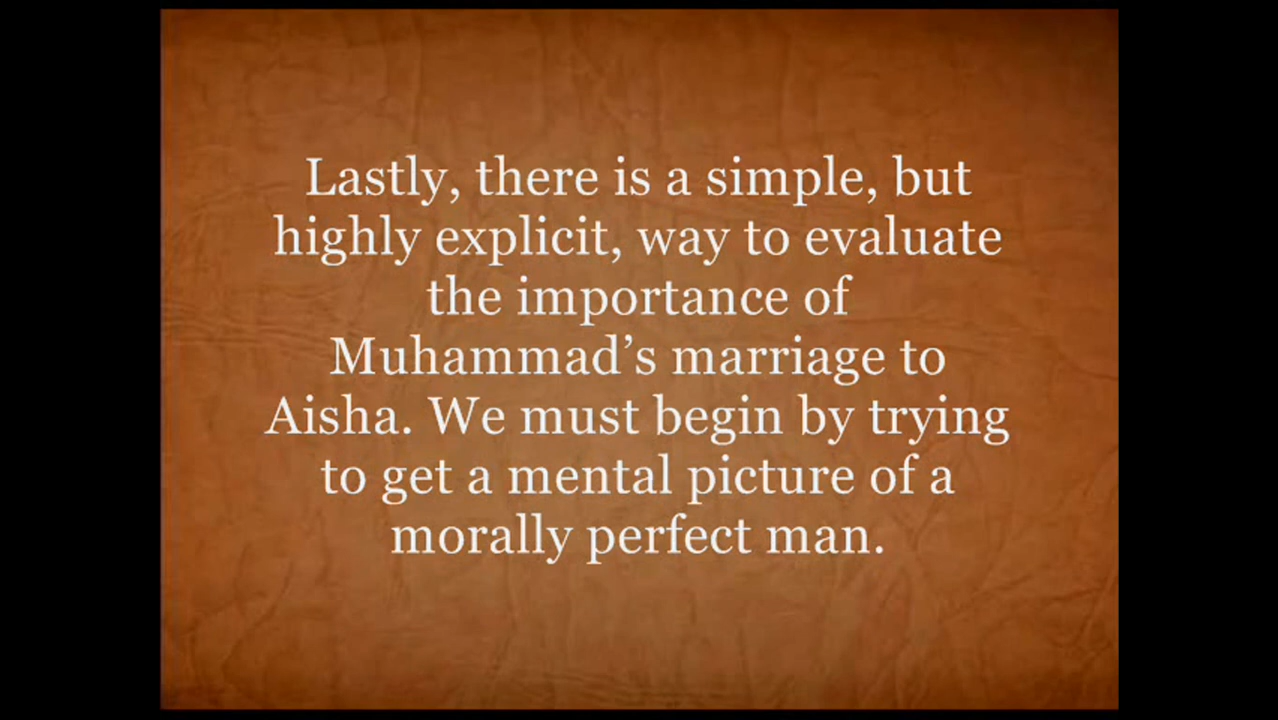 Lastly, there is a simple, but
highly explicit, way to evaluate
the importance of
Muhammad’s marriage to
Aisha. We must begin by trying
to get a mental picture of a
morally perfect man.